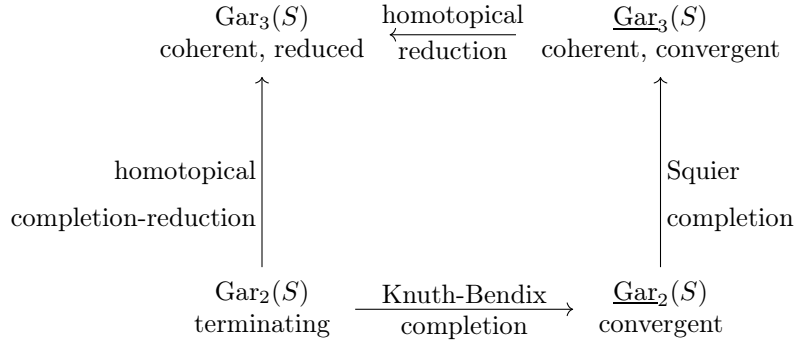 Gar₃(S)
coherent, reduced
homotopical
reduction
Gar₃(S)
coherent, convergent
homotopical
completion-reduction
Squier
completion
Gar₂(S)
terminating
Knuth-Bendix
completion
Gar₂(S)
convergent